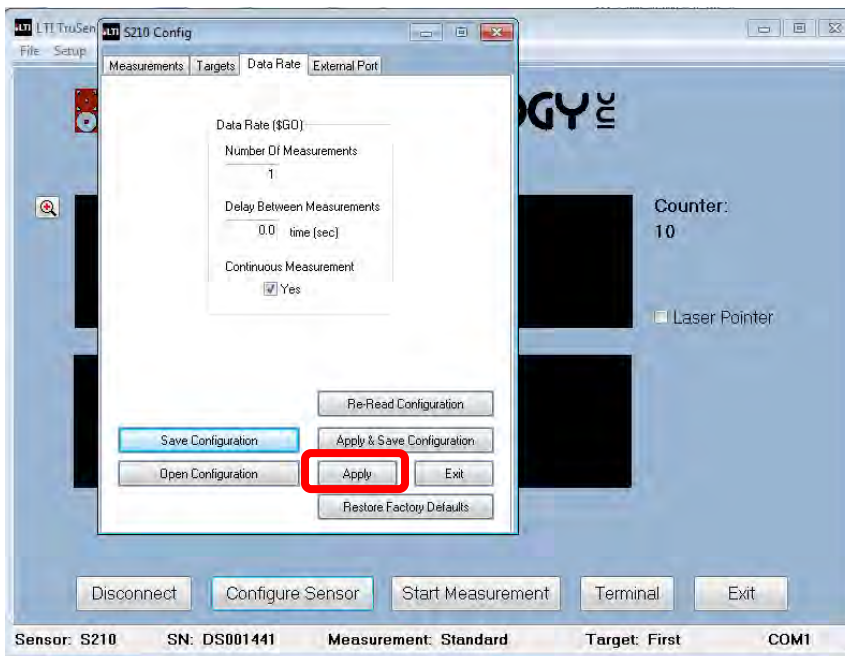 LTI TruSen
S210 Config
File Setup
Measurements Targets Data Rate External Port
OGY INC
Data Rate ($GO)
Number Of Measurements
1
Delay Between Measurements
0.0 time (sec)
Continuous Measurement
Yes
Counter:
10
Laser Pointer
Re-Read Configuration
Save Configuration Apply & Save Configuration
Open Configuration Apply Exit
Restore Factory Defaults
Disconnect Configure Sensor Start Measurement Terminal Exit
Sensor: S210 SN: DS001441 Measurement: Standard Target: First COM1